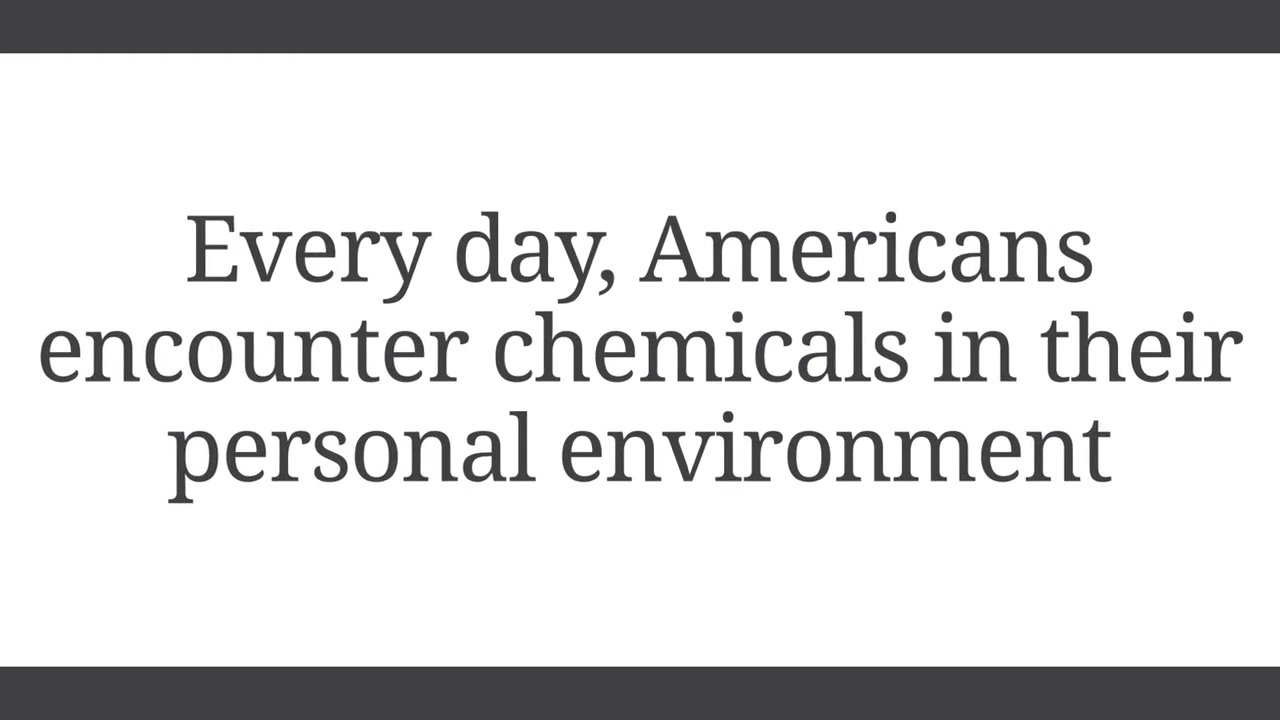 Every day, Americans
encounter chemicals in their
personal environment